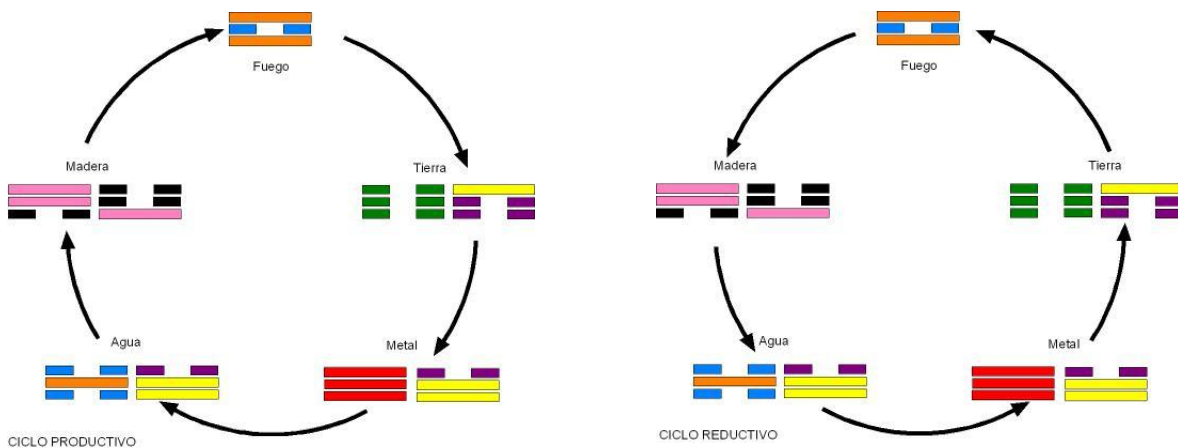 Fuego
Madera
Tierra
Agua
Metal
CICLO PRODUCTIVO
Fuego
Madera
Tierra
Agua
Metal
CICLO REDUCTIVO